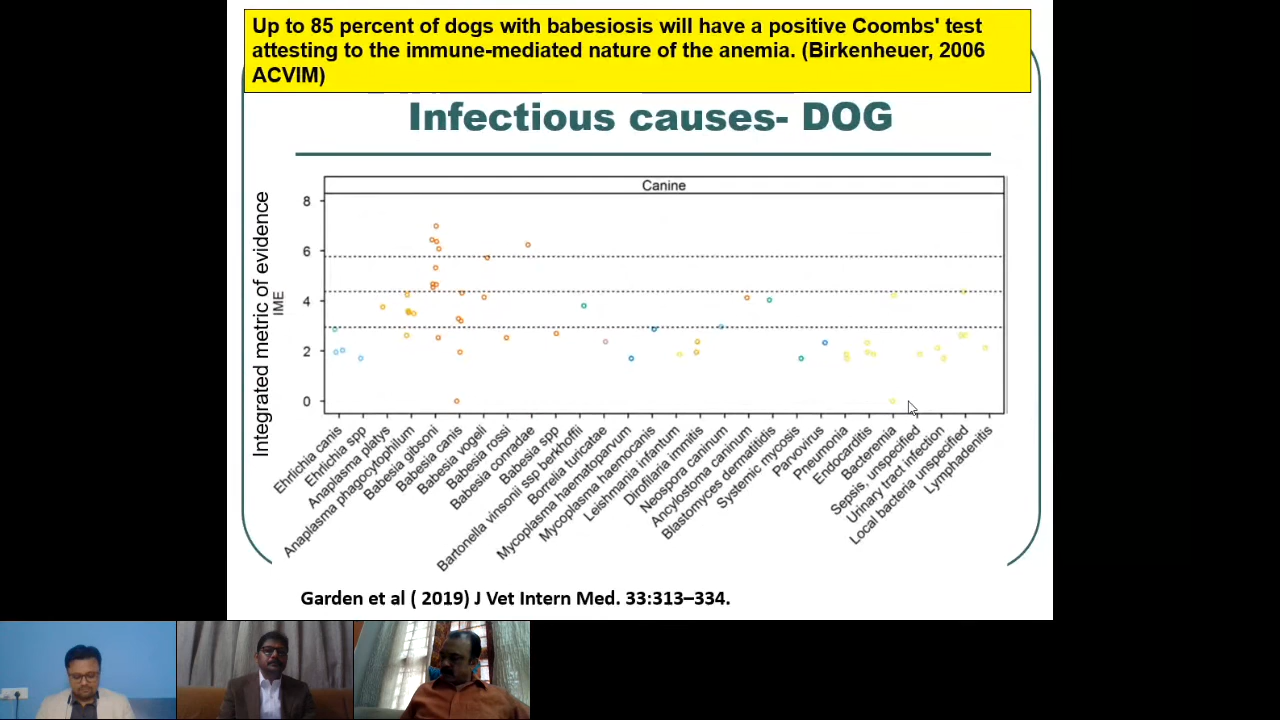 Up to 85 percent of dogs with babesiosis will have a positive Coombs' test
attesting to the immune-mediated nature of the anemia. (Birkenheuer, 2006
ACVIM)
Infectious causes- DOG
Canine
Integrated metric of evidence
IME
8
6
4
2
0
Ehrlichia canis
Ehrlichia spp
Anaplasma platys
Anaplasma phagocytophilum
Babesia gibsoni
Babesia canis
Babesia vogeli
Babesia rossi
Babesia conradae
Babesia spp
Bartonella vinsonii ssp berkhoffii
Borrelia turicatae
Mycoplasma haematoparvum
Mycoplasma haemocanis
Leishmania infantum
Dirofilaria immitis
Neospora caninum
Ancylostoma caninum
Blastomyces dermatitidis
Systemic mycosis
Parvovirus
Pneumonia
Endocarditis
Bacteremia
Sepsis, unspecified
Urinary tract infection
Local bacteria unspecified
Lymphadenitis
Garden et al ( 2019) J Vet Intern Med. 33:313–334.